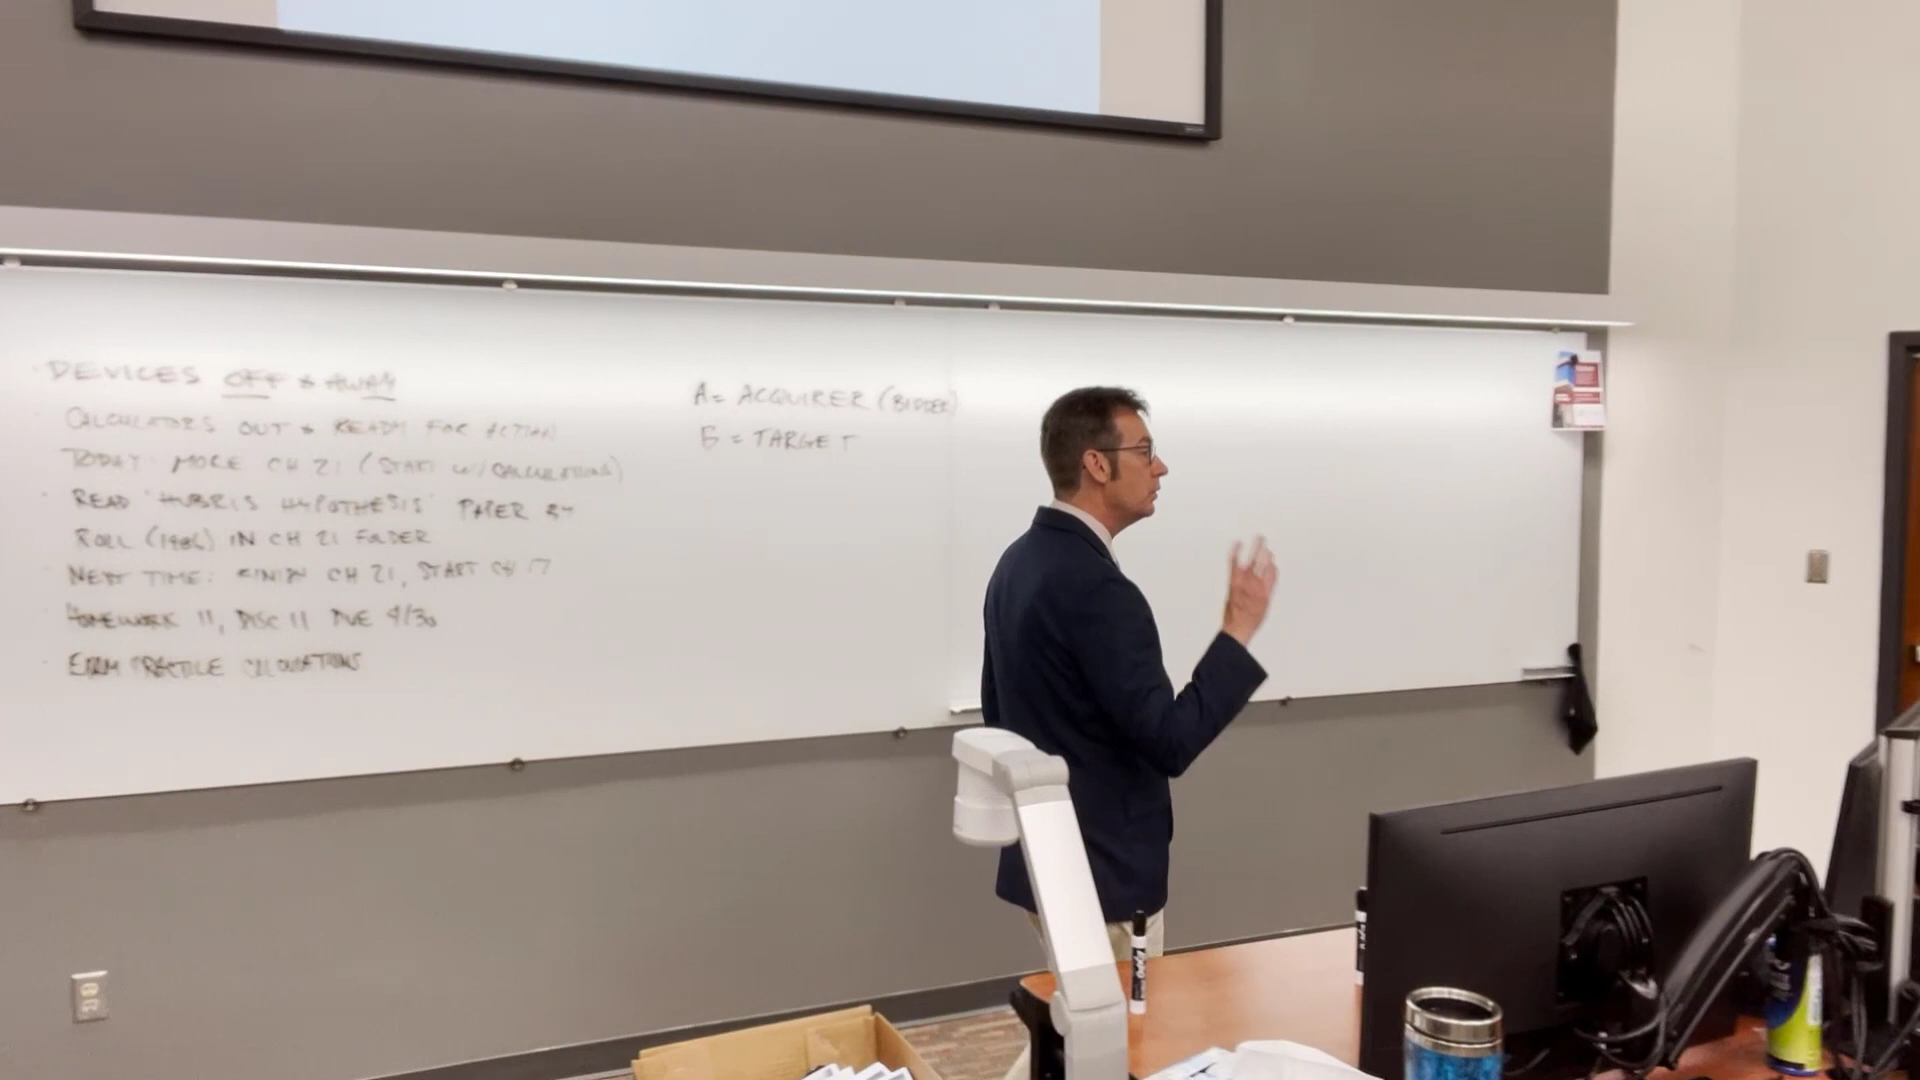 DEVICES OFF & AWAY
CALCULATORS OUT & READY FOR ACTION
TODAY: MORE CH 21 (START W/ CALCULATIONS)
READ 'HUBRIS HYPOTHESIS' PAPER BY
ROLL (1986) IN CH 21 FOLDER
NEXT TIME: FINISH CH 21, START CH 17
HOMEWORK 11, DISC 11 DUE 4/30
EXAM PRACTICE CALCULATIONS
A = ACQUIRER (BIDDER)
B = TARGET
EXPO